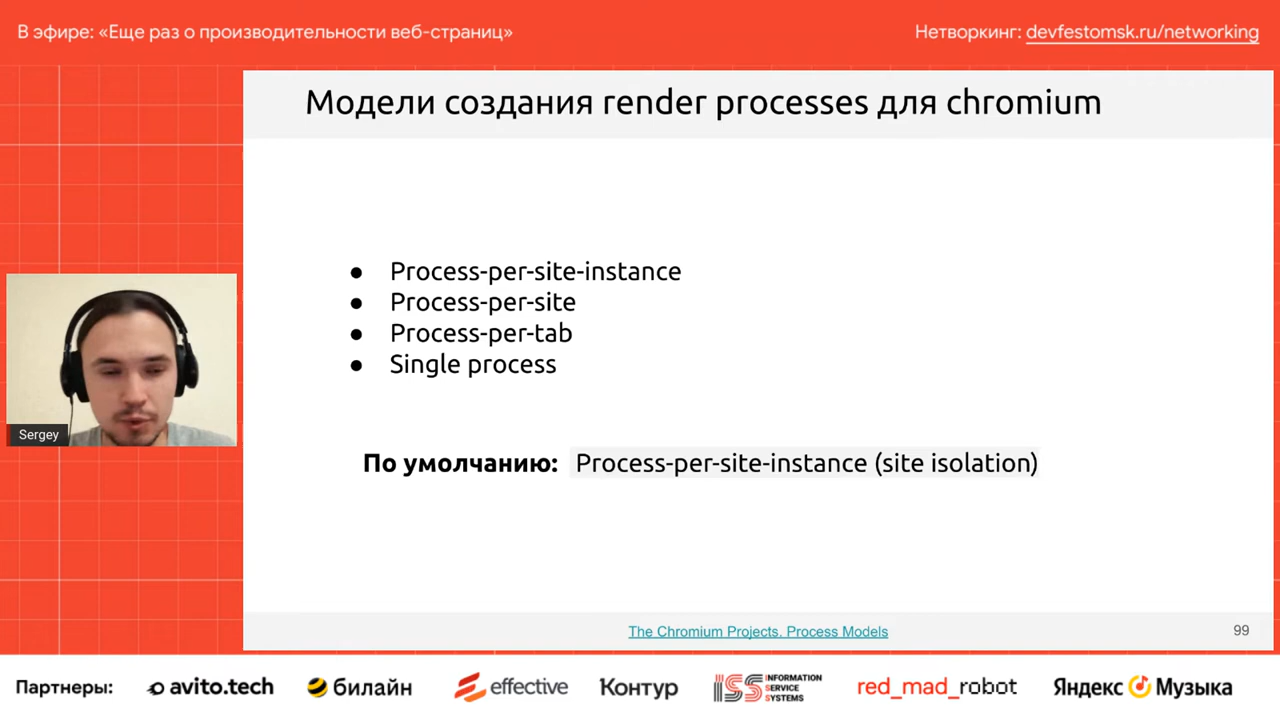 В эфире: «Еще раз о производительности веб-страниц»
Нетворкинг: devfestomsk.ru/networking
Модели создания render processes для chromium
● Process-per-site-instance
● Process-per-site
● Process-per-tab
● Single process
По умолчанию: Process-per-site-instance (site isolation)
Sergey
The Chromium Projects. Process Models
99
Партнеры: avito.tech билайн effective Контур ISS INFORMATION SERVICE SYSTEMS red_mad_robot Яндекс Музыка